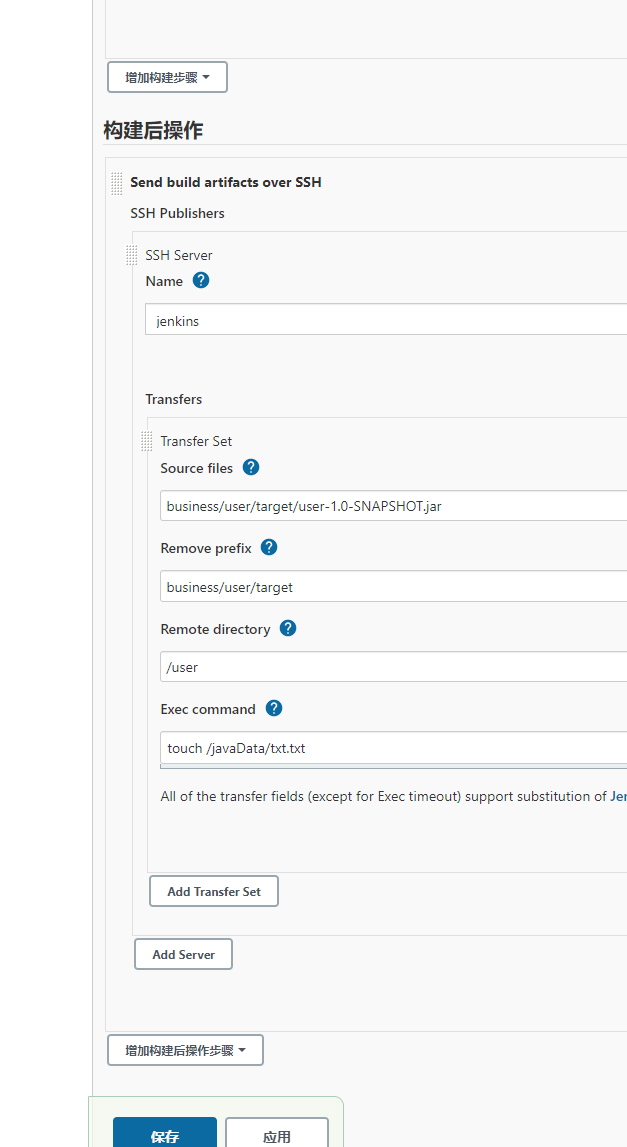 增加构建步骤
构建后操作
Send build artifacts over SSH
SSH Publishers
SSH Server
Name ?
jenkins
Transfers
Transfer Set
Source files ?
business/user/target/user-1.0-SNAPSHOT.jar
Remove prefix ?
business/user/target
Remote directory ?
/user
Exec command ?
touch /javaData/txt.txt
All of the transfer fields (except for Exec timeout) support substitution of Jer
Add Transfer Set
Add Server
增加构建后操作步骤
保存 应用